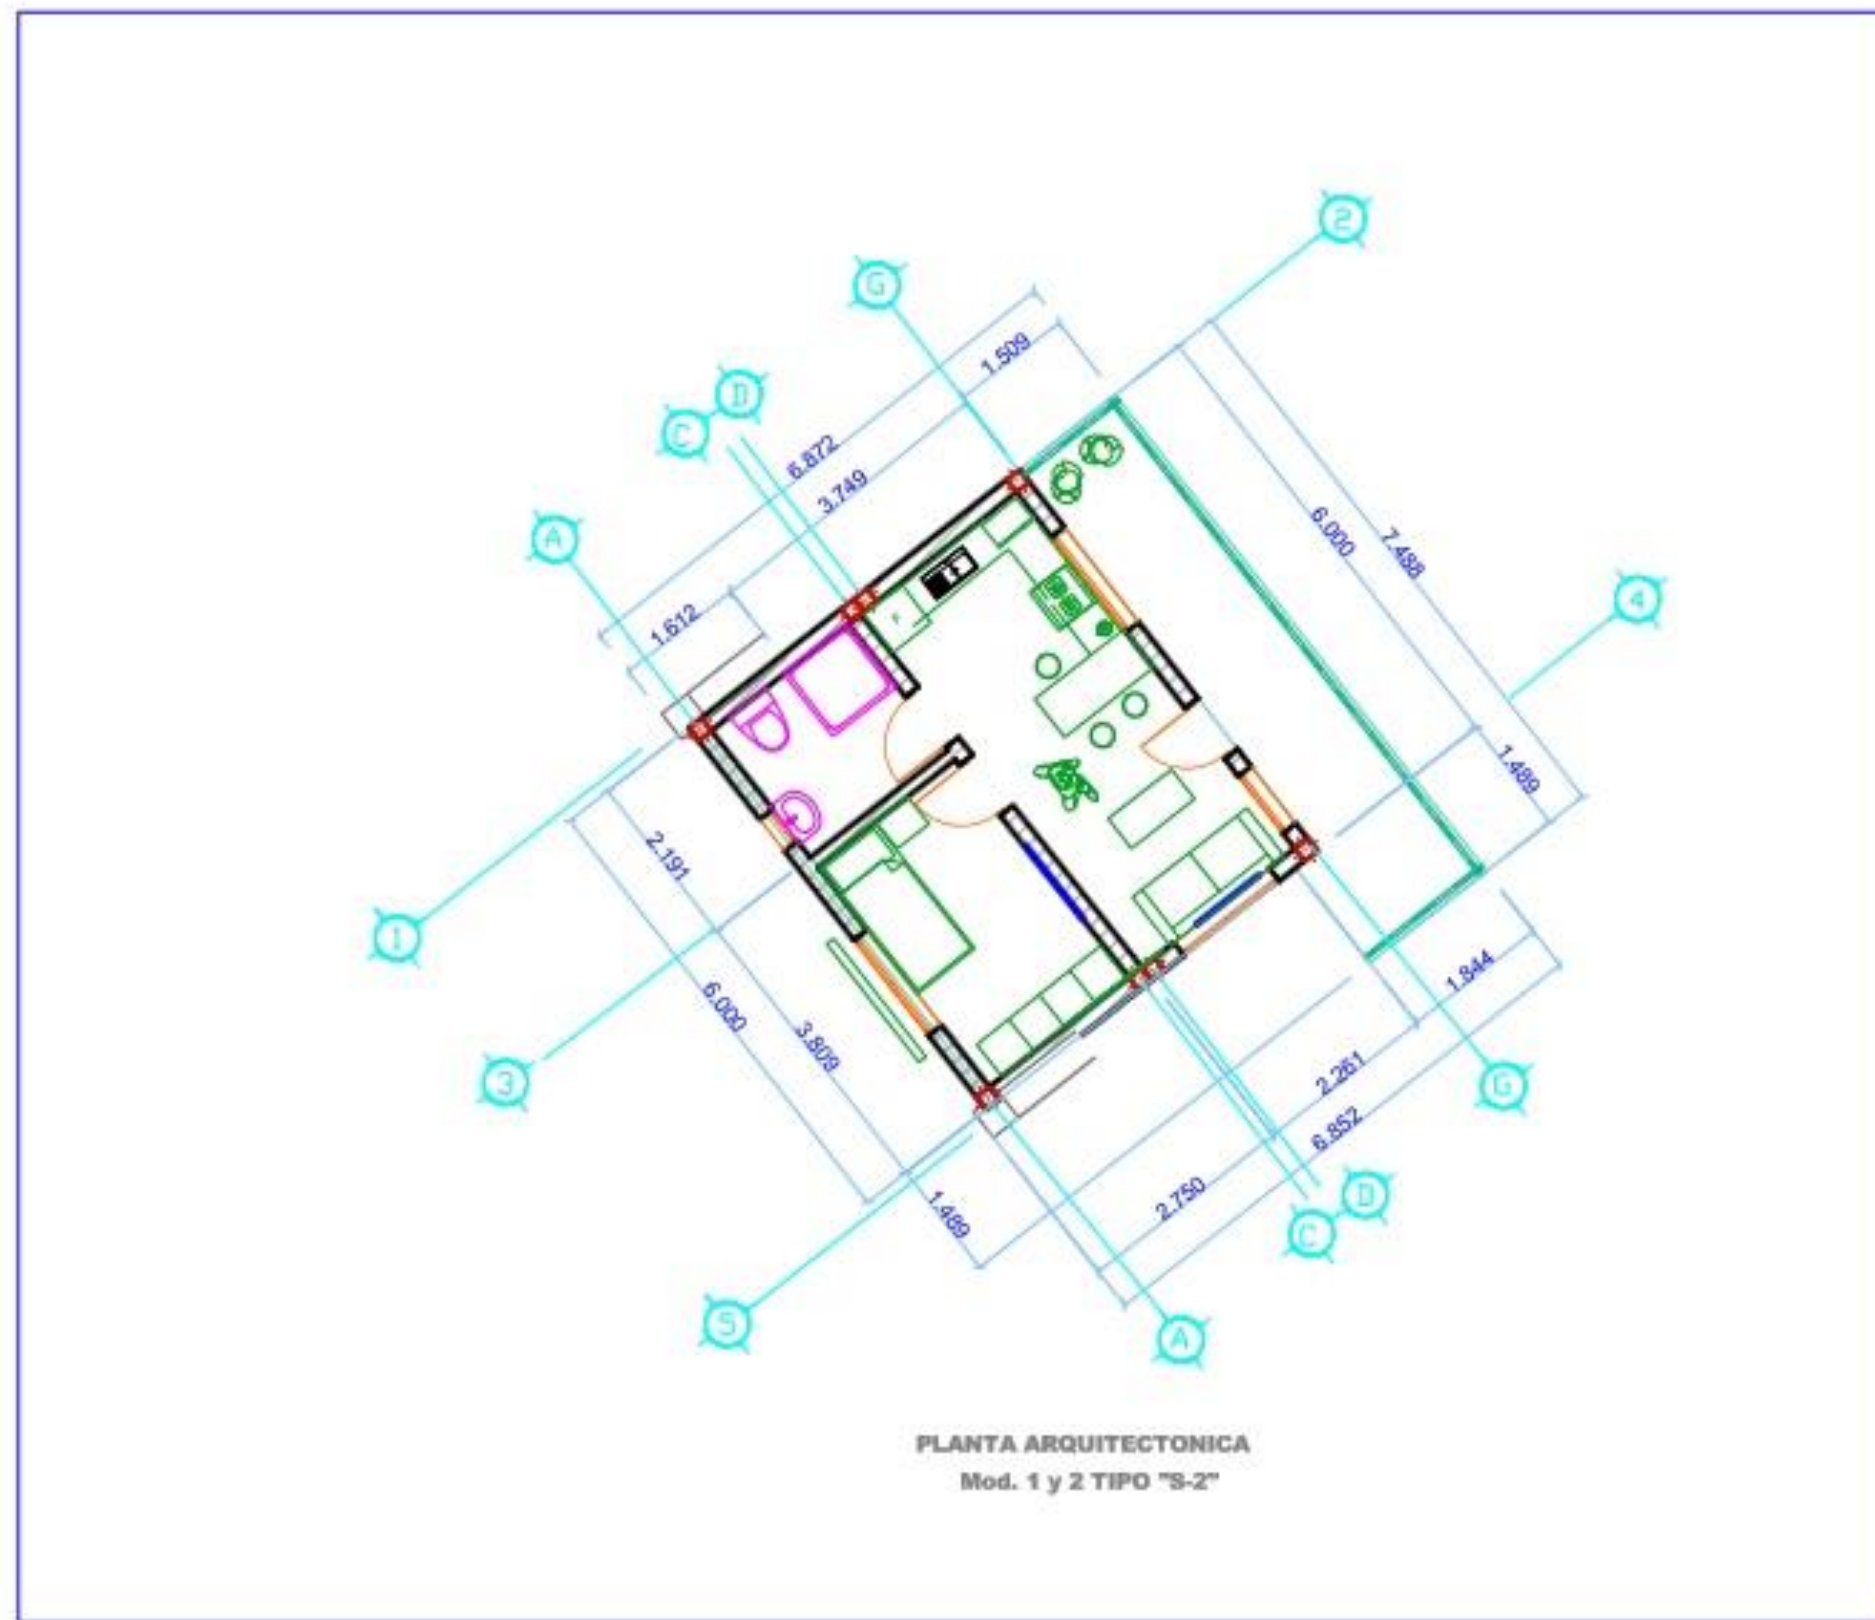 2
G
1.509
D
C
6.872
3.749
6.000
7.488
A
4
1.612
F
1.489
2.191
1
6.000
3.809
1.844
3
2.261
G
6.852
2.750
1.489
D
C
5
A
PLANTA ARQUITECTONICA
Mod. 1 y 2 TIPO "S-2"